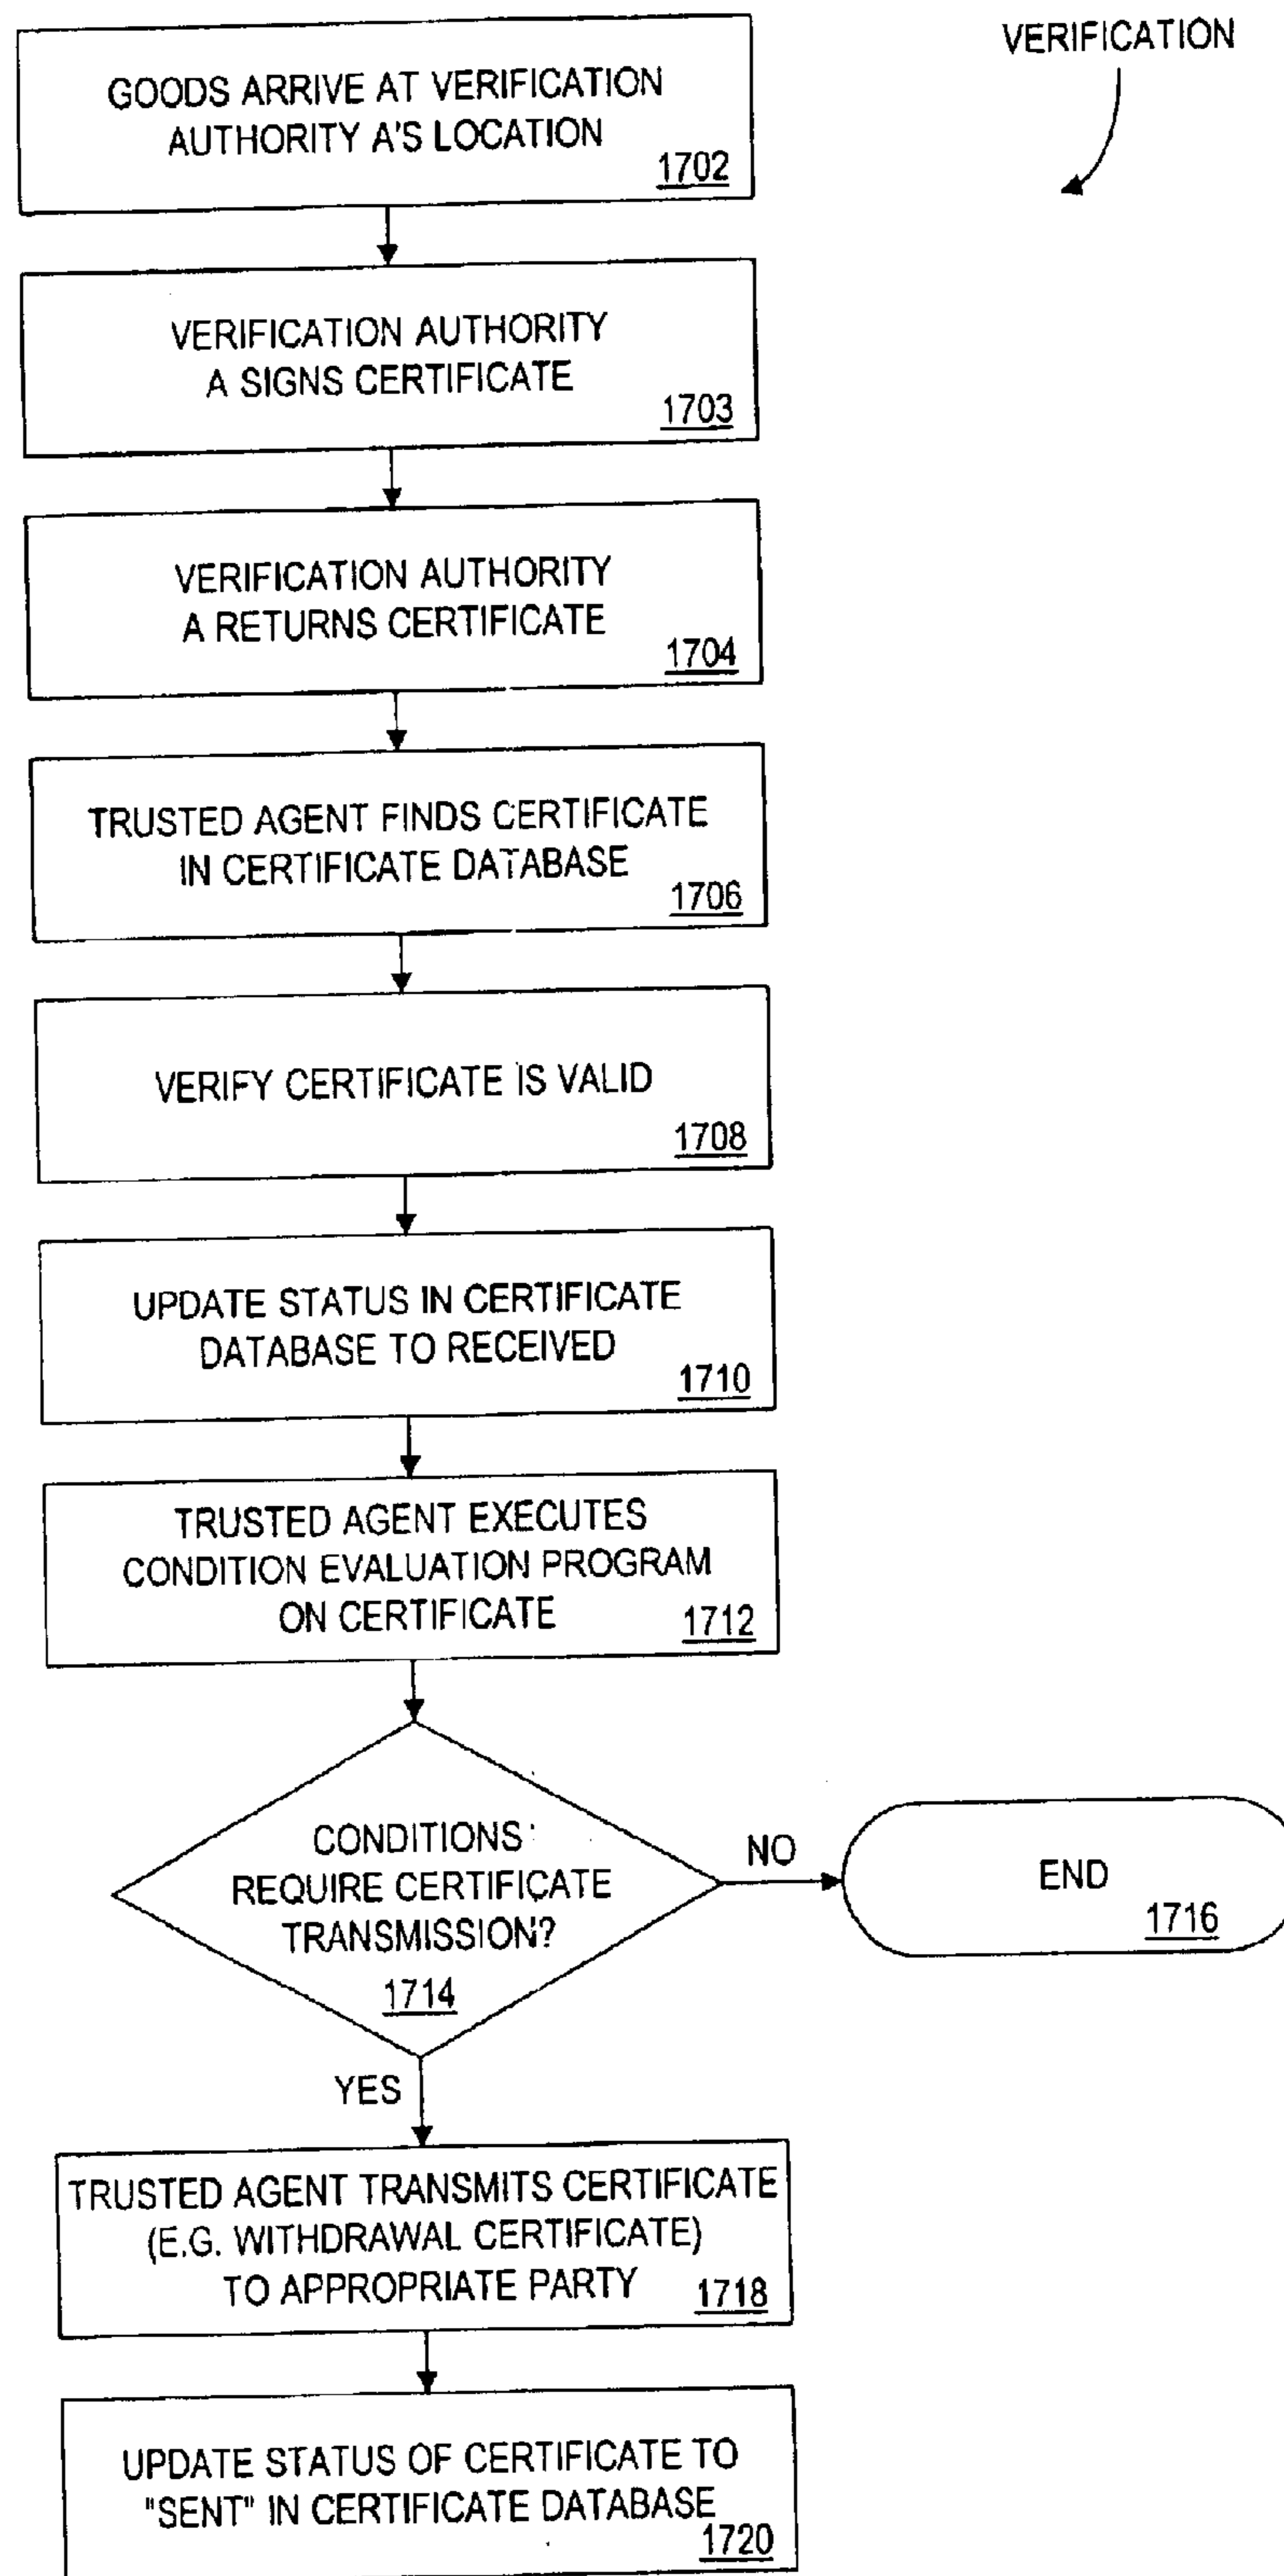 VERIFICATION
GOODS ARRIVE AT VERIFICATION
AUTHORITY A'S LOCATION
1702
VERIFICATION AUTHORITY
A SIGNS CERTIFICATE
1703
VERIFICATION AUTHORITY
A RETURNS CERTIFICATE
1704
TRUSTED AGENT FINDS CERTIFICATE
IN CERTIFICATE DATABASE
1706
VERIFY CERTIFICATE IS VALID
1708
UPDATE STATUS IN CERTIFICATE
DATABASE TO RECEIVED
1710
TRUSTED AGENT EXECUTES
CONDITION EVALUATION PROGRAM
ON CERTIFICATE
1712
CONDITIONS
REQUIRE CERTIFICATE
TRANSMISSION?
1714
NO
END
1716
YES
TRUSTED AGENT TRANSMITS CERTIFICATE
(E.G. WITHDRAWAL CERTIFICATE)
TO APPROPRIATE PARTY
1718
UPDATE STATUS OF CERTIFICATE TO
"SENT" IN CERTIFICATE DATABASE
1720